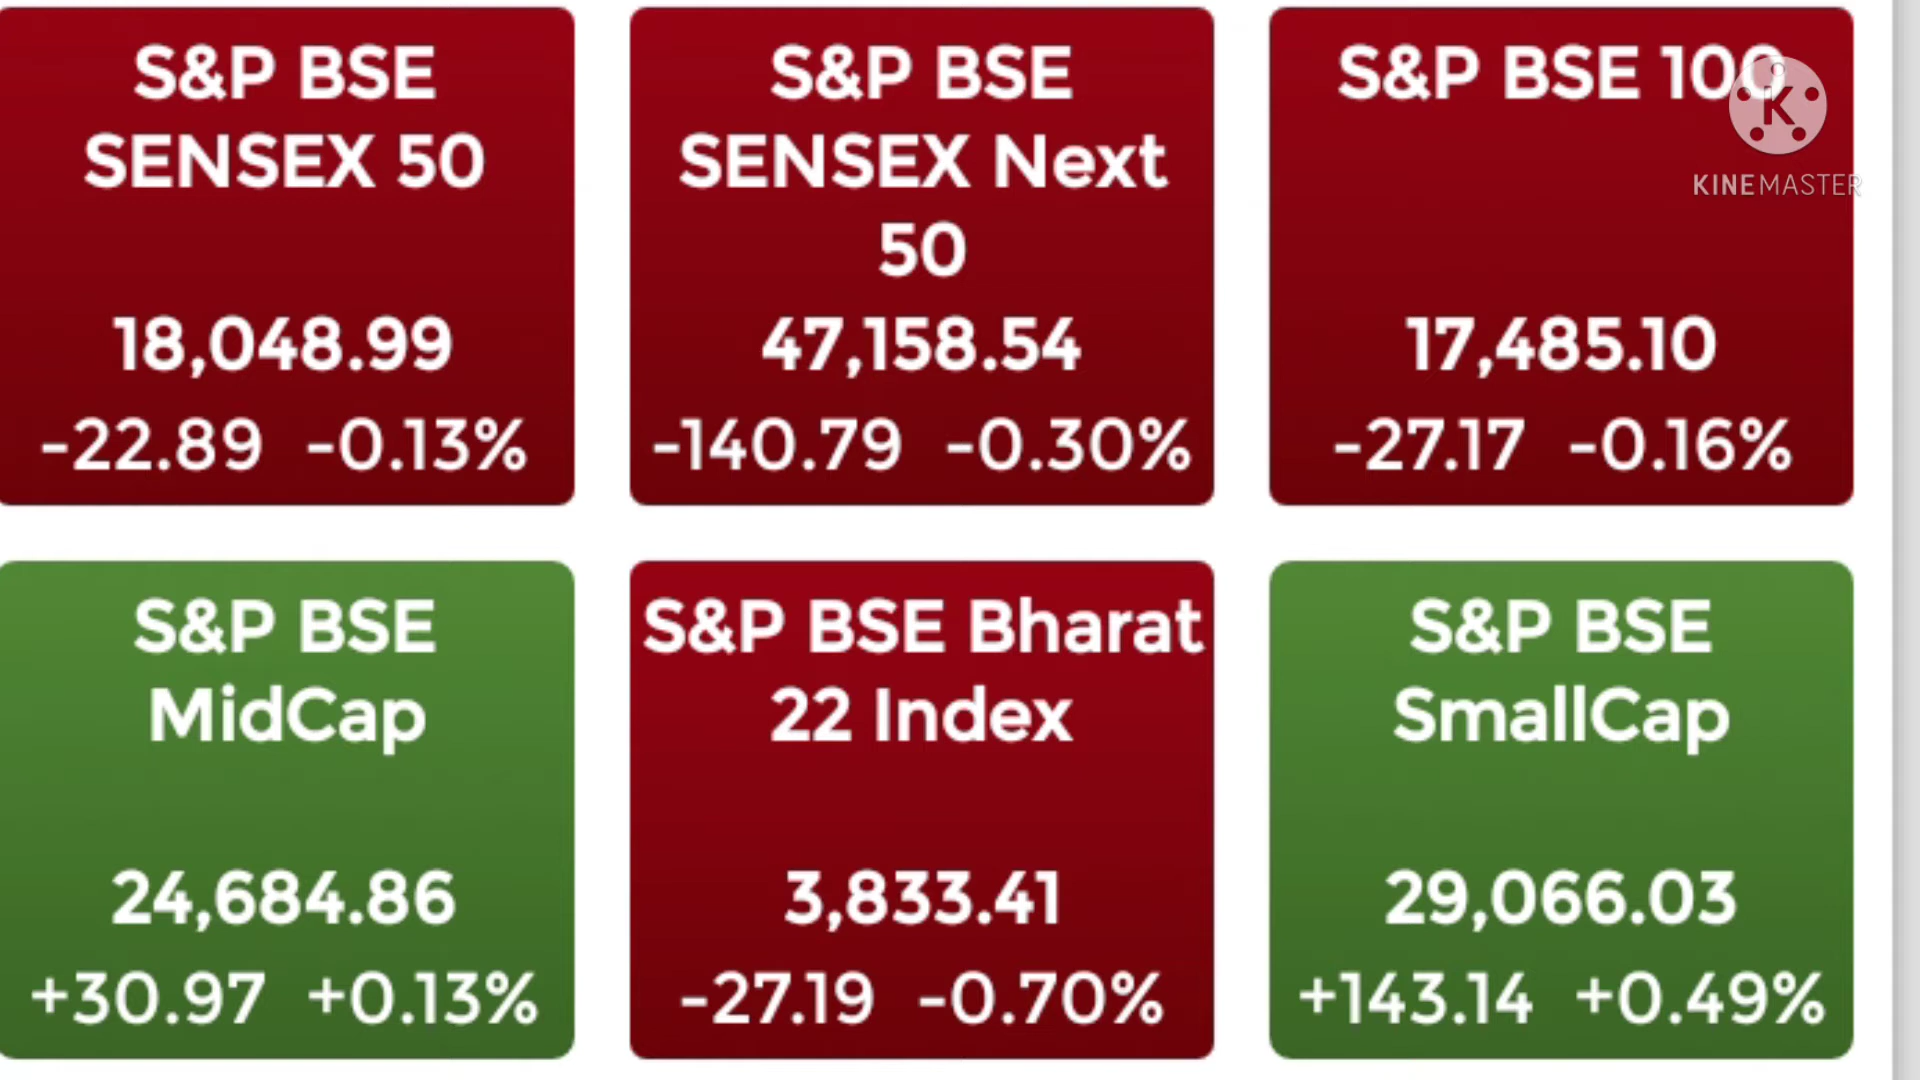 S&P BSE
SENSEX 50
18,048.99
-22.89 -0.13%
S&P BSE
SENSEX Next
50
47,158.54
-140.79 -0.30%
S&P BSE 100
17,485.10
-27.17 -0.16%
K
KINEMASTER
S&P BSE
MidCap
24,684.86
+30.97 +0.13%
S&P BSE Bharat
22 Index
3,833.41
-27.19 -0.70%
S&P BSE
SmallCap
29,066.03
+143.14 +0.49%